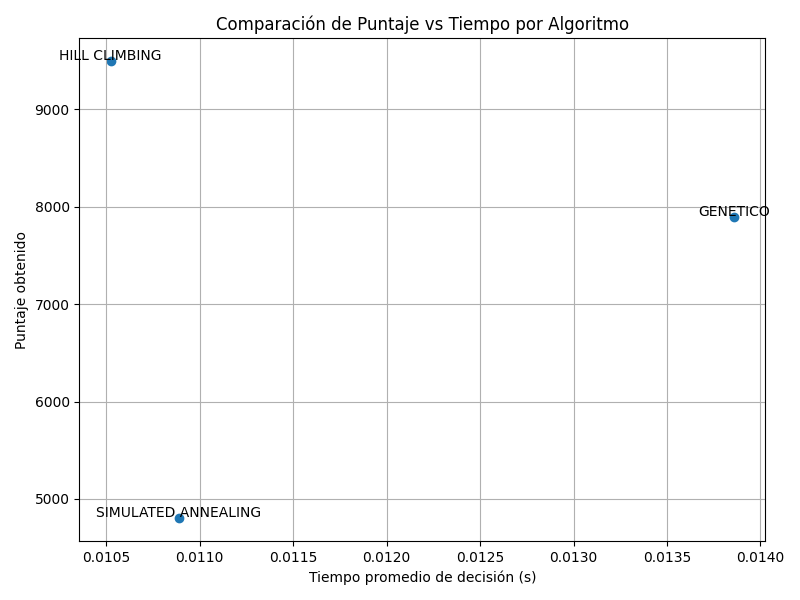 Comparación de Puntaje vs Tiempo por Algoritmo
HILL CLIMBING
9000
8000
GENETICO
Puntaje obtenido
7000
6000
5000
SIMULATED ANNEALING
0.0105 0.0110 0.0115 0.0120 0.0125 0.0130 0.0135 0.0140
Tiempo promedio de decisión (s)